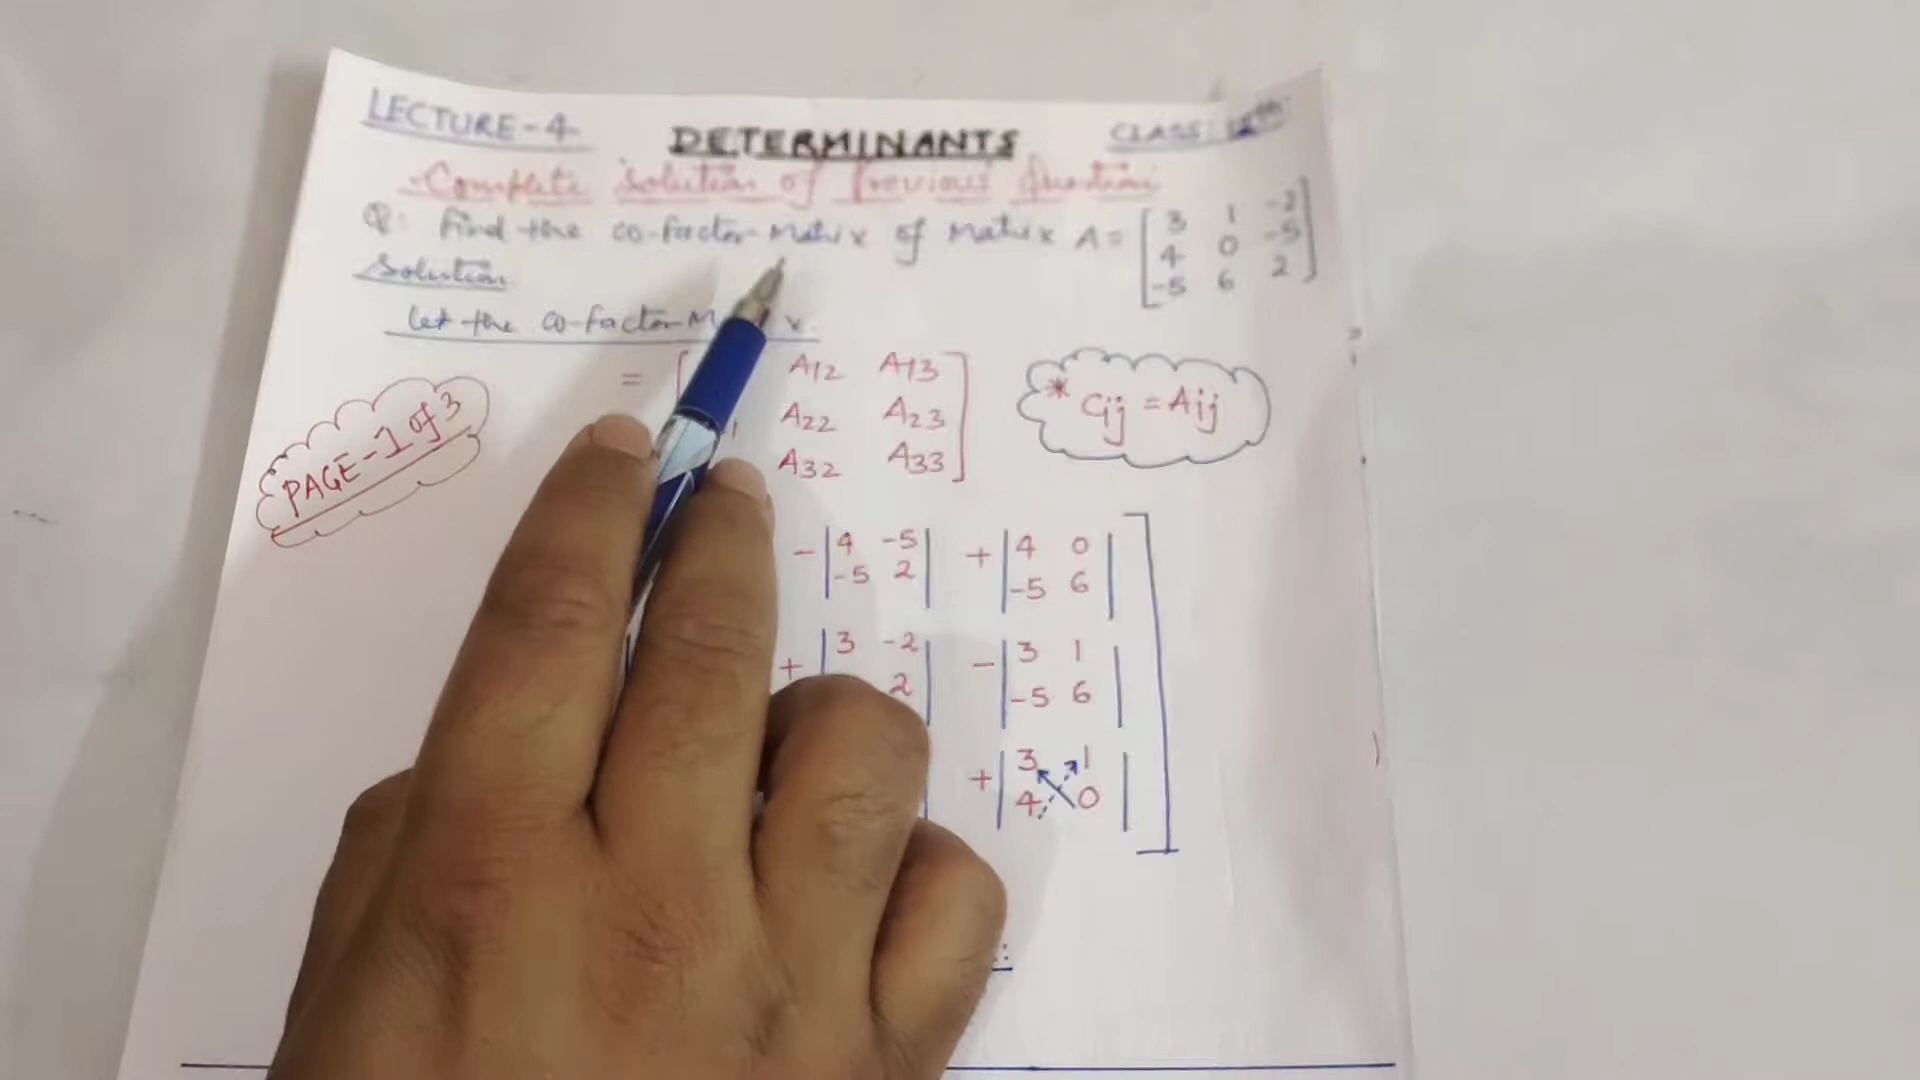 LECTURE-4 DETERMINANTS CLASS: 12th
Complete Solution of Previous Question
Q: Find the co-factor Matrix of Matrix A = [3 1 -2
4 0 -5
-5 6 2]
Solution
Let the co-factor M x.
= [ A12 A13
A22 A23
A32 A33 ]
* Cij = Aij
PAGE-1 of 3
- |4 -5 + |4 0
-5 2| -5 6|
+ |3 -2 - |3 1
2| -5 6|
+ |3 1
4 0|